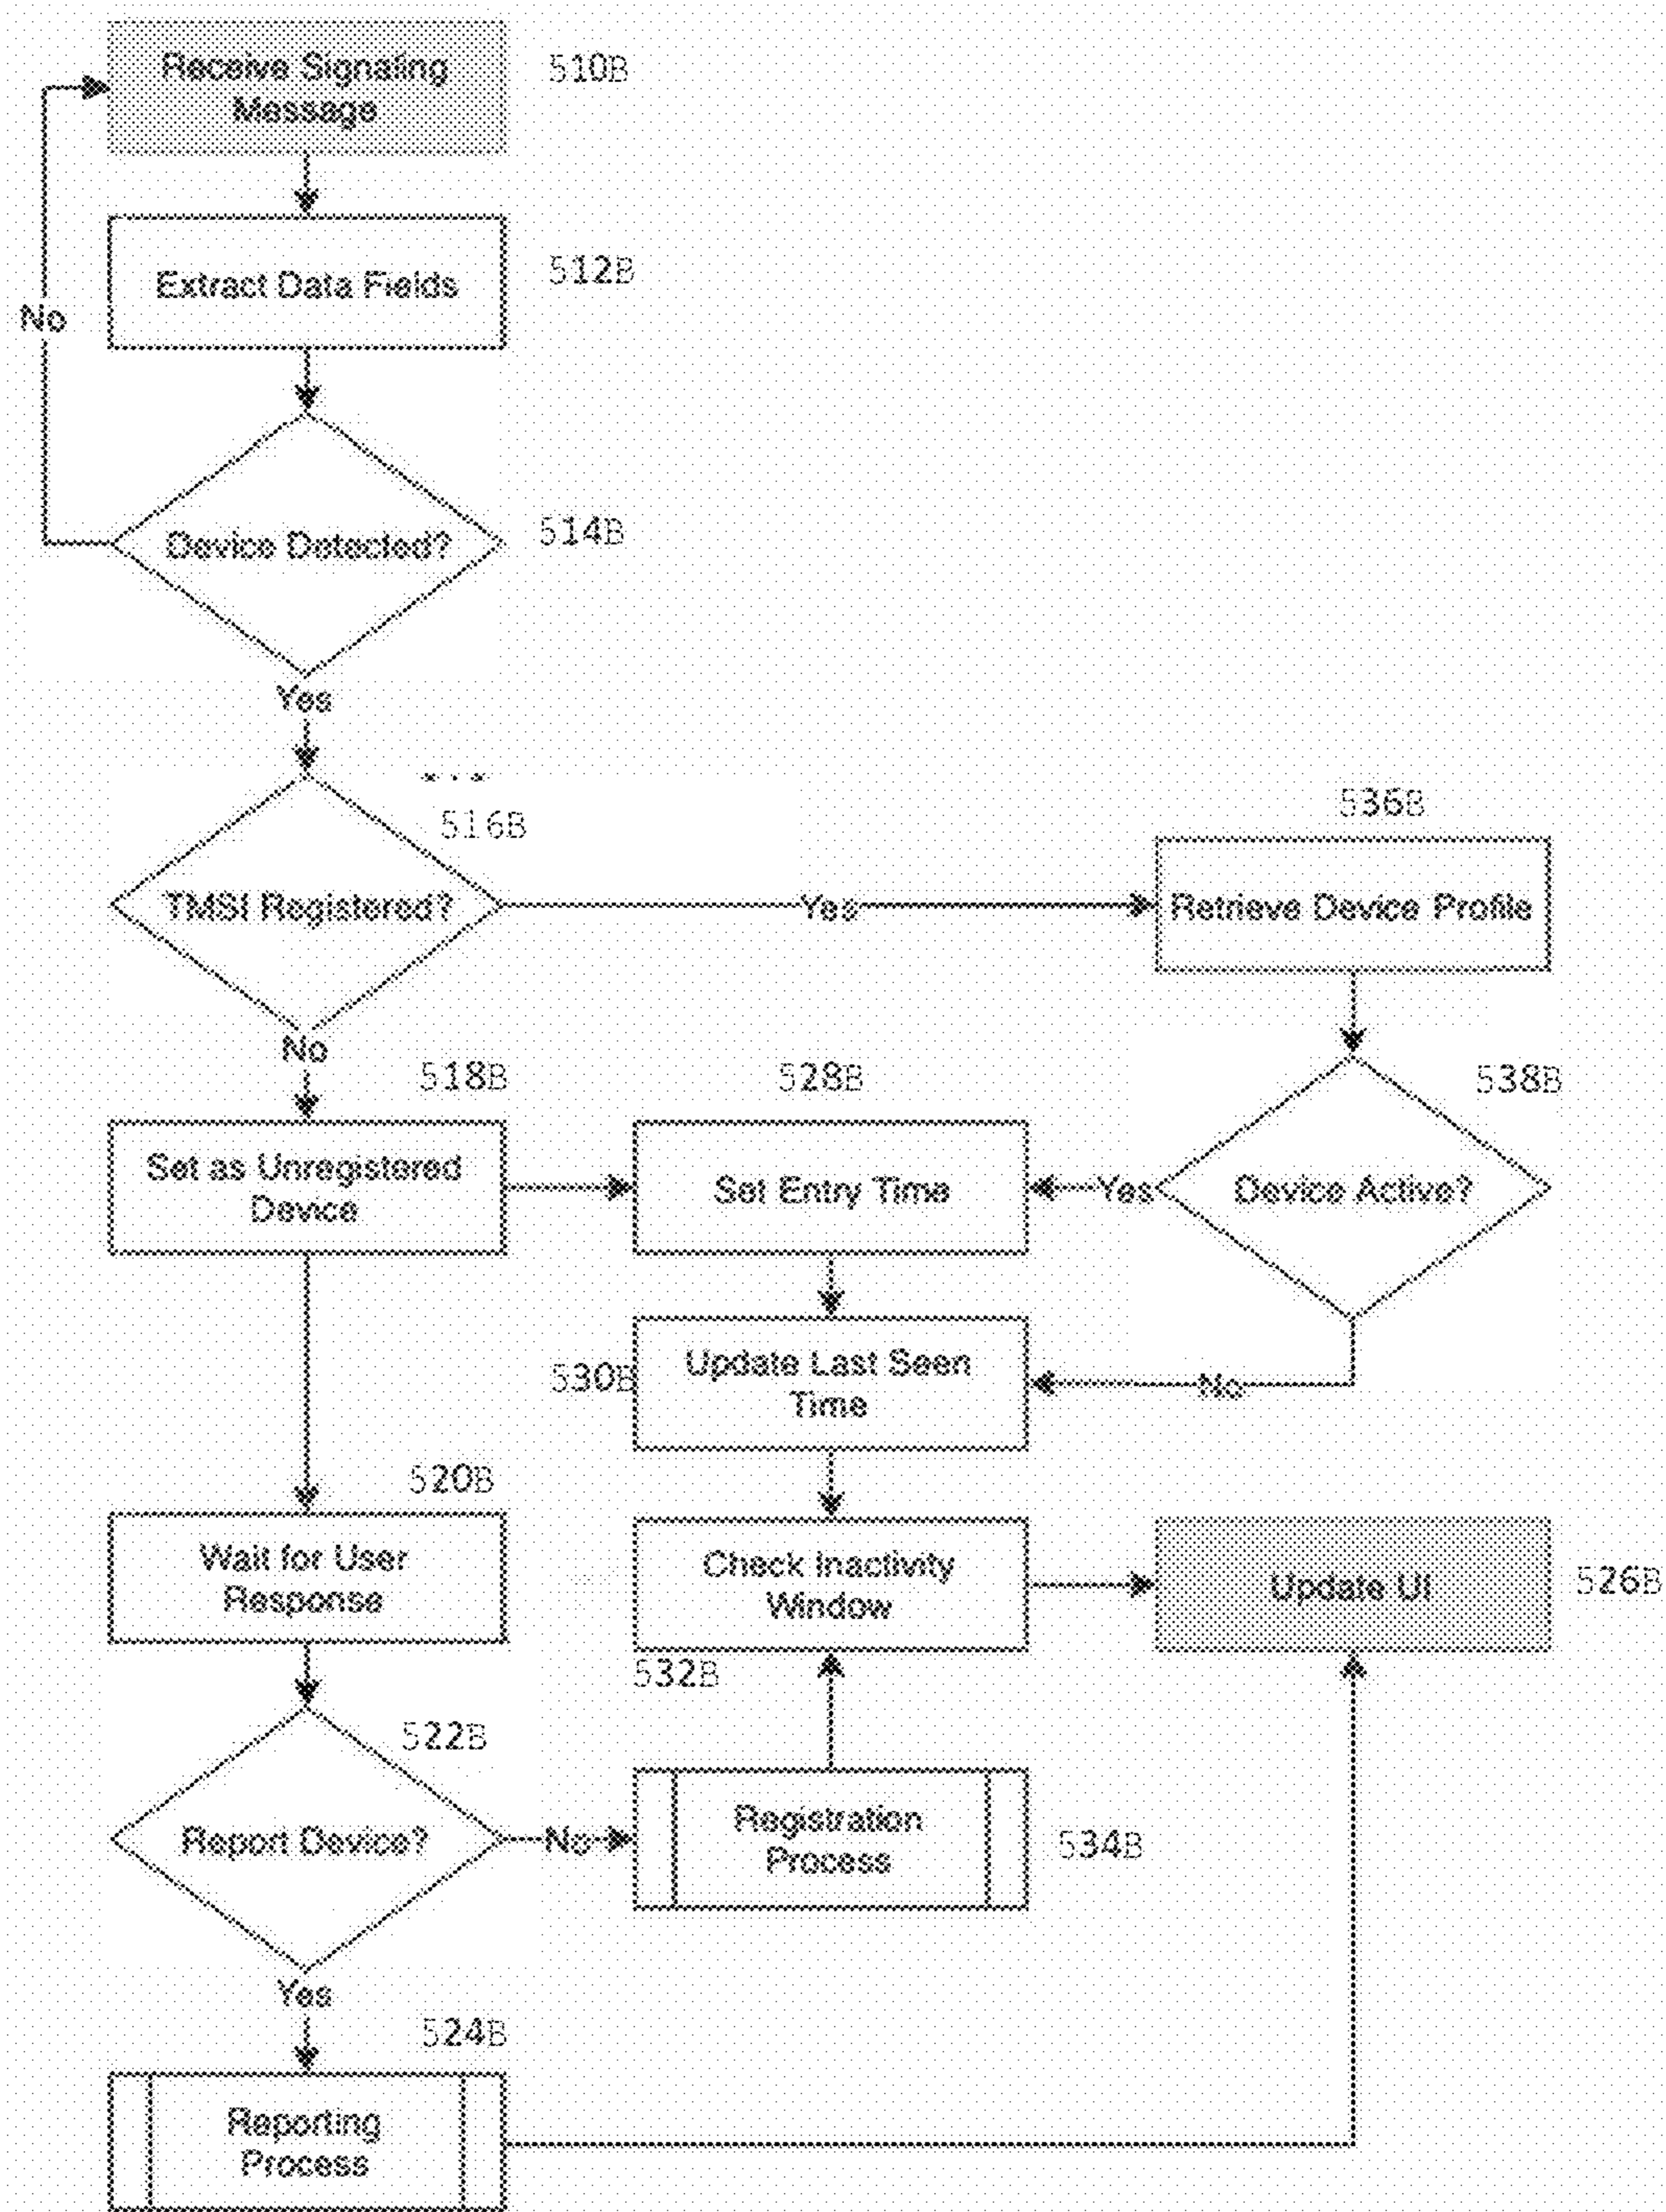 Receive Signaling
Message
510B
Extract Data Fields
512B
No
Device Detected?
514B
Yes
516B
536B
TMSI Registered?
Yes
Retrieve Device Profile
No
518B
528B
538B
Set as Unregistered
Device
Set Entry Time
Yes
Device Active?
530B
Update Last Seen
Time
No
520B
Wait for User
Response
Check Inactivity
Window
Update UI
526B
532B
522B
Report Device?
No
Registration
Process
534B
Yes
524B
Reporting
Process